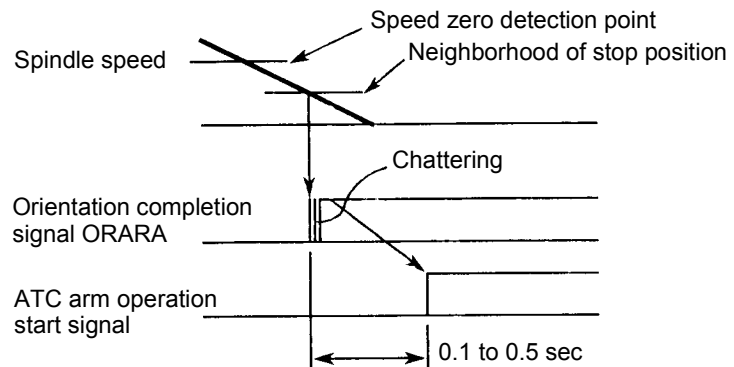 Speed zero detection point
Neighborhood of stop position
Spindle speed
Chattering
Orientation completion
signal ORARA
ATC arm operation
start signal
0.1 to 0.5 sec